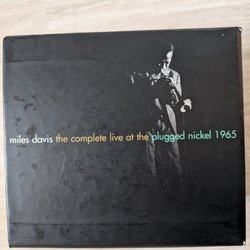 miles davis the complete live at the plugged nickel 1965